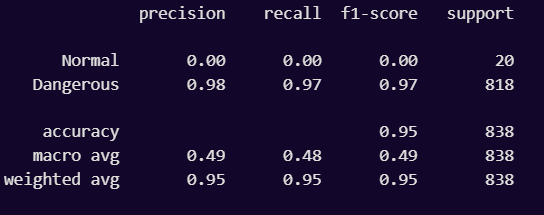 precision recall f1-score support
Normal 0.00 0.00 0.00 20
Dangerous 0.98 0.97 0.97 818
accuracy 0.95 838
macro avg 0.49 0.48 0.49 838
weighted avg 0.95 0.95 0.95 838